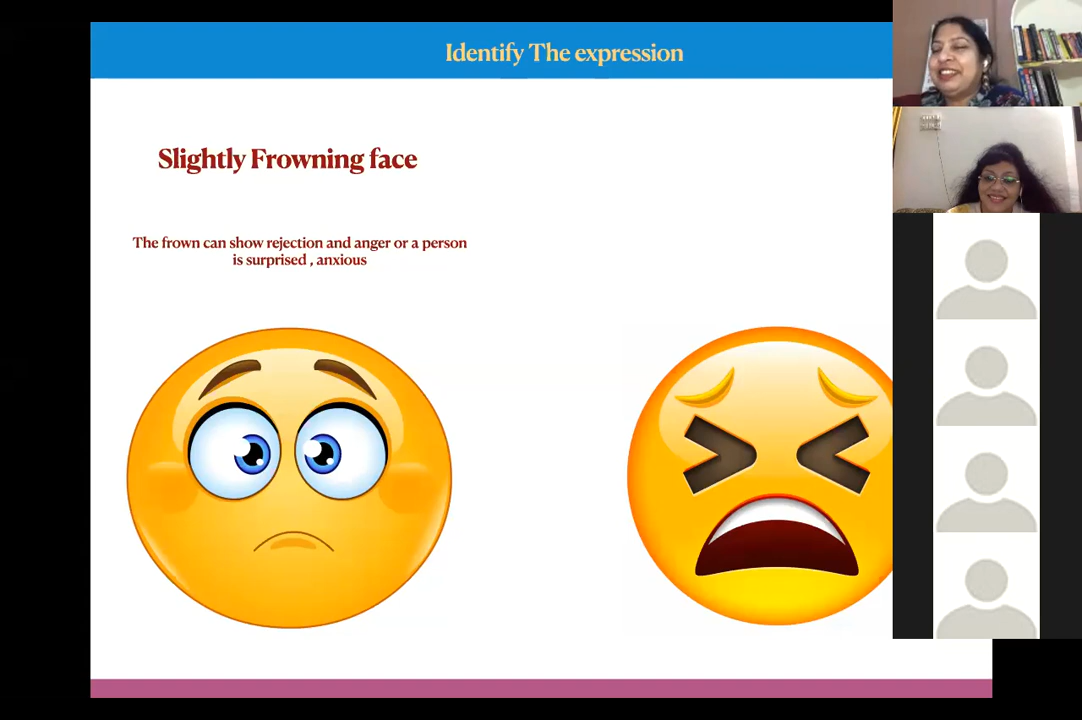 Identify The expression
Slightly Frowning face
The frown can show rejection and anger or a person
is surprised , anxious